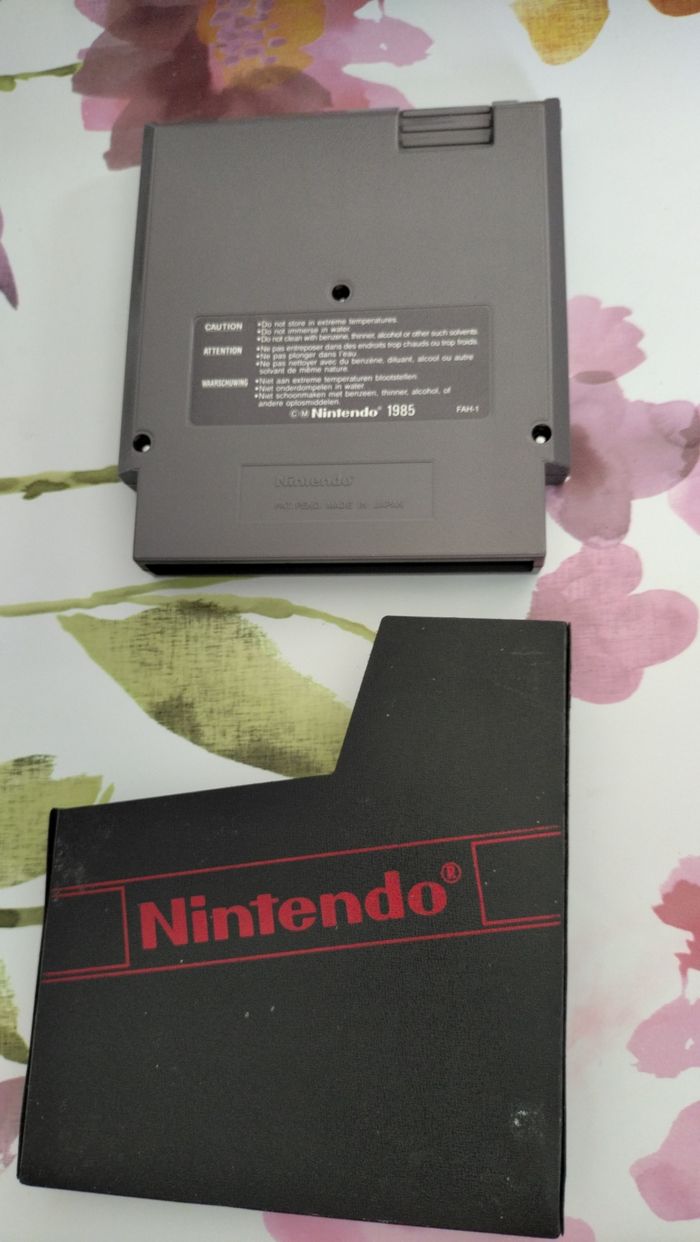 CAUTION
•Do not store in extreme temperatures.
•Do not immerse in water.
•Do not clean with benzene, thinner, alcohol or other such solvents.
ATTENTION
•Ne pas entreposer dans des endroits trop chauds ou trop froids.
•Ne pas plonger dans l'eau.
•Ne pas nettoyer avec du benzène, diluant, alcool ou autre
solvant de même nature.
WAARSCHUWING
•Niet aan extreme temperaturen blootstellen.
•Niet onderdompelen in water.
•Niet schoonmaken met benzeen, thinner, alcohol, of
andere oplosmiddelen.
©M Nintendo® 1985 FAH-1
Nintendo®
PAT. PEND. MADE IN JAPAN
Nintendo®